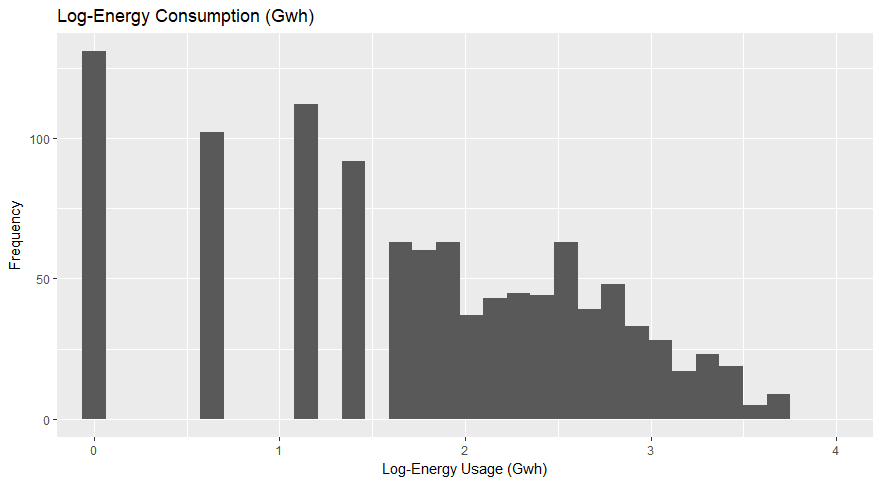 Log-Energy Consumption (Gwh)
100
50
0
Frequency
0 1 2 3 4
Log-Energy Usage (Gwh)